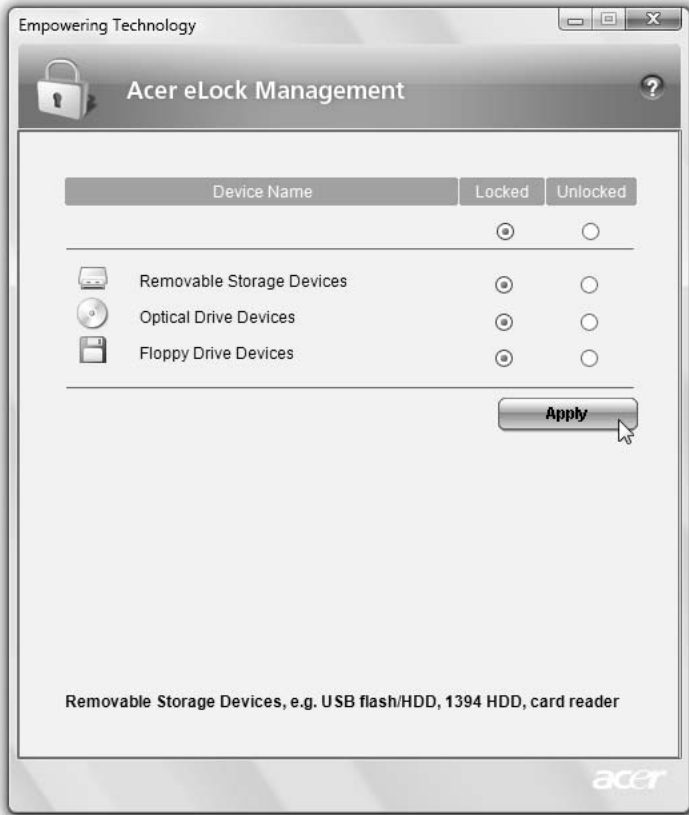 Empowering Technology
Acer eLock Management
?
Device Name Locked Unlocked
Removable Storage Devices
Optical Drive Devices
Floppy Drive Devices
Apply
Removable Storage Devices, e.g. USB flash/HDD, 1394 HDD, card reader
acer